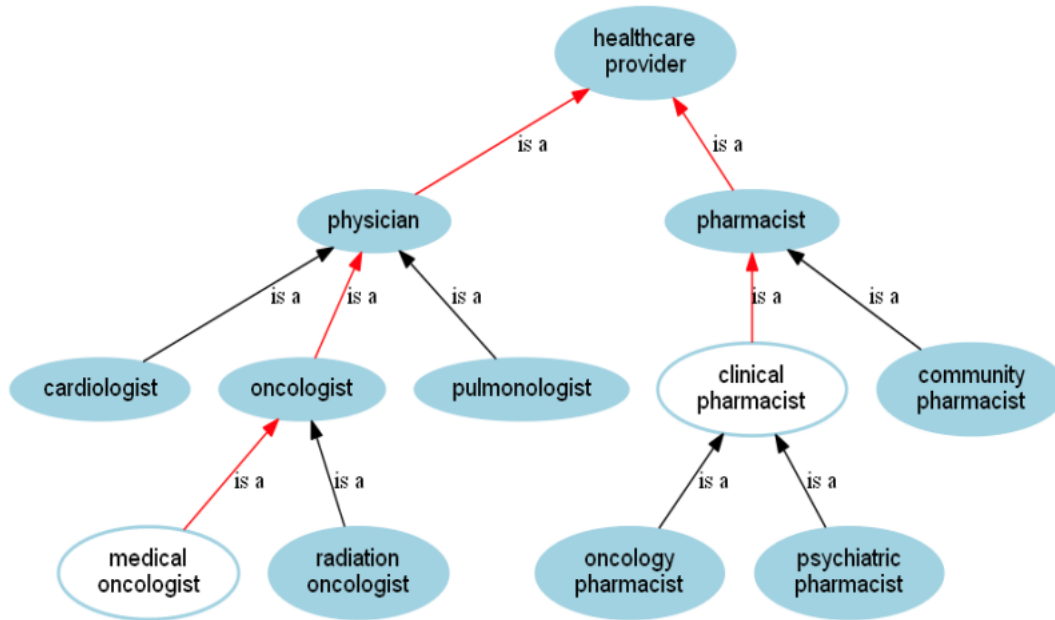 healthcare
provider
is a
is a
physician
pharmacist
is a
is a
is a
is a
is a
cardiologist
oncologist
pulmonologist
clinical
pharmacist
community
pharmacist
is a
is a
is a
is a
medical
oncologist
radiation
oncologist
oncology
pharmacist
psychiatric
pharmacist